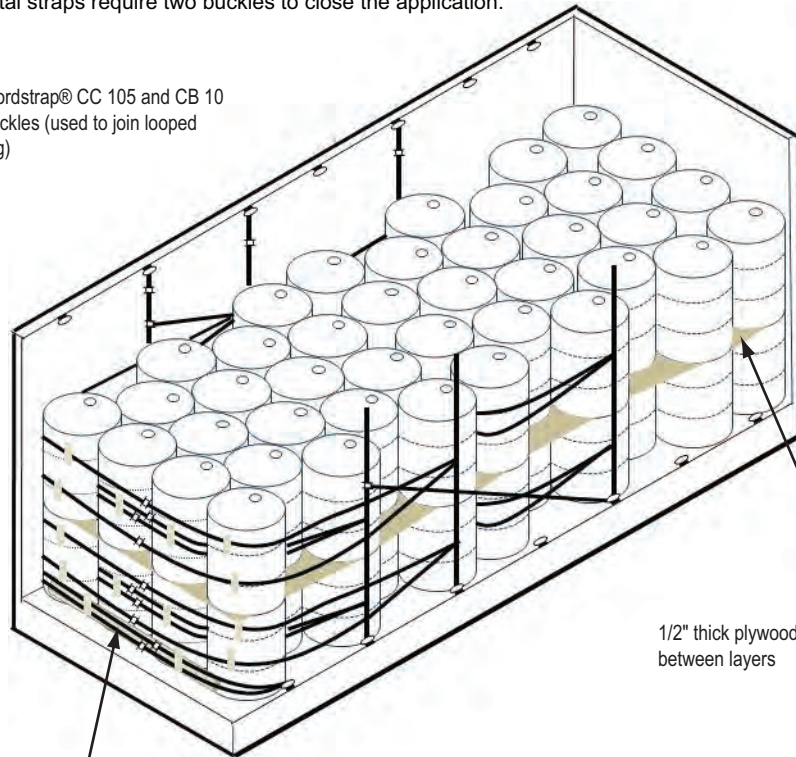 tal straps require two buckles to close the application.
ordstrap® CC 105 and CB 10
ckles (used to join looped
g)
1/2" thick plywood
between layers